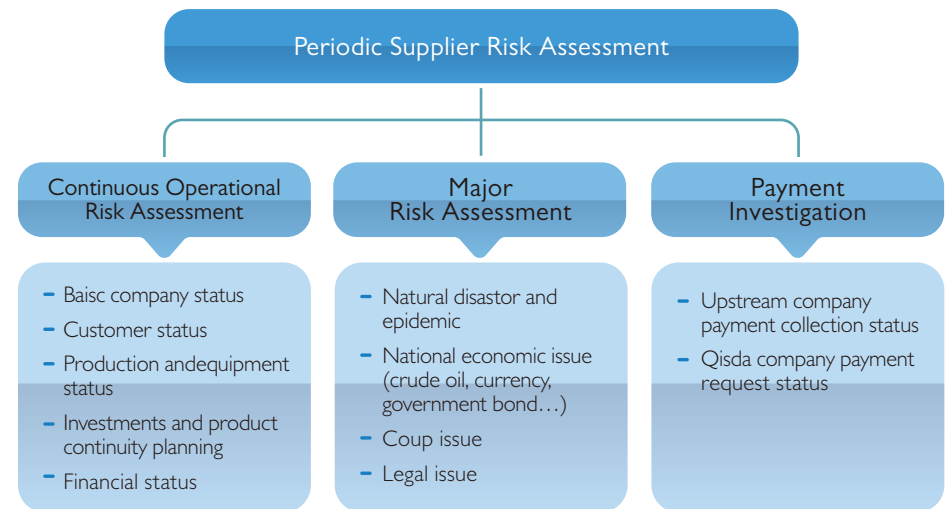 Periodic Supplier Risk Assessment
Continuous Operational
Risk Assessment
- Baisc company status
- Customer status
- Production andequipment
status
- Investments and product
continuity planning
- Financial status
Major
Risk Assessment
- Natural disastor and
epidemic
- National economic issue
(crude oil, currency,
government bond…)
- Coup issue
- Legal issue
Payment
Investigation
- Upstream company
payment collection status
- Qisda company payment
request status